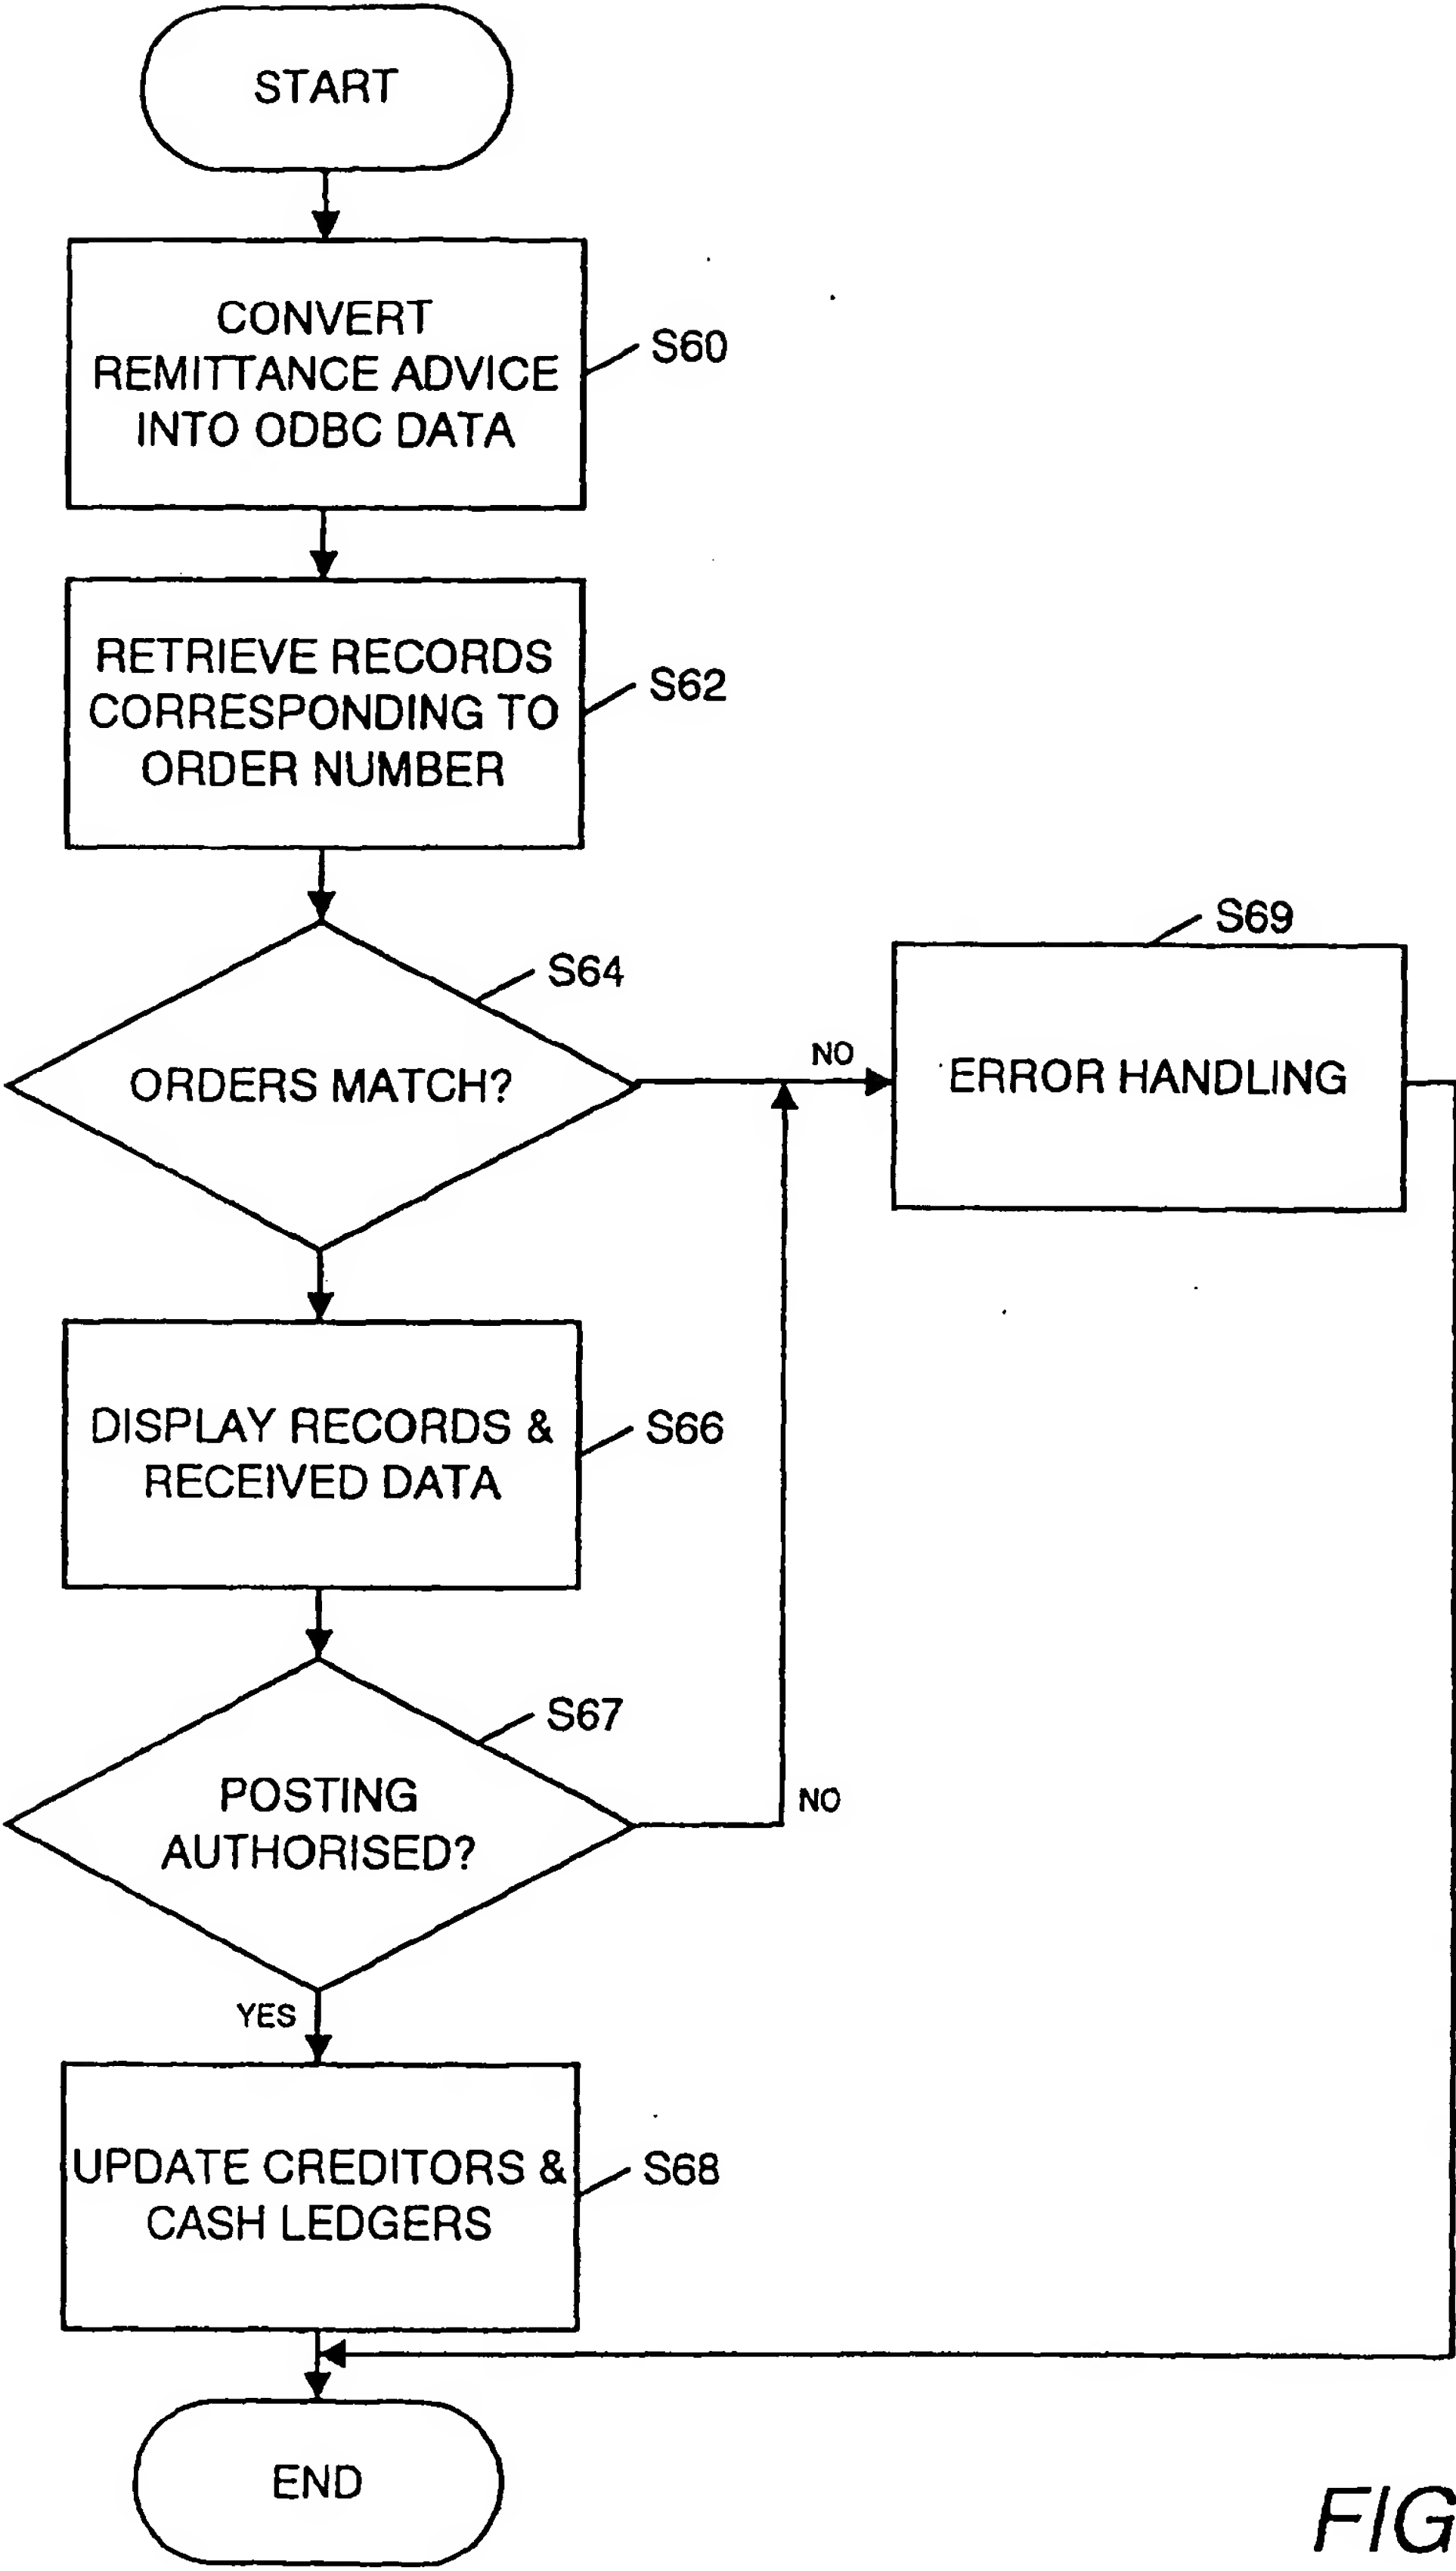 START
CONVERT
REMITTANCE ADVICE
INTO ODBC DATA
S60
RETRIEVE RECORDS
CORRESPONDING TO
ORDER NUMBER
S62
S64
ORDERS MATCH?
NO
S69
ERROR HANDLING
DISPLAY RECORDS &
RECEIVED DATA
S66
S67
POSTING
AUTHORISED?
NO
YES
UPDATE CREDITORS &
CASH LEDGERS
S68
END
FIG